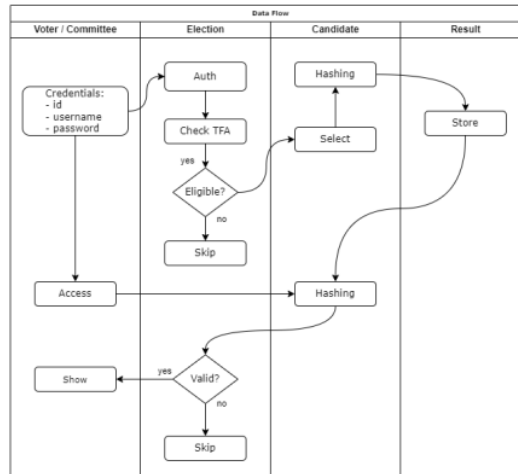 Data Flow
Voter / Committee
Election
Candidate
Result
Credentials:
- id
- username
- password
Auth
Hashing
Check TFA
Select
Store
yes
Eligible?
no
Skip
Access
Hashing
Show
yes
Valid?
no
Skip